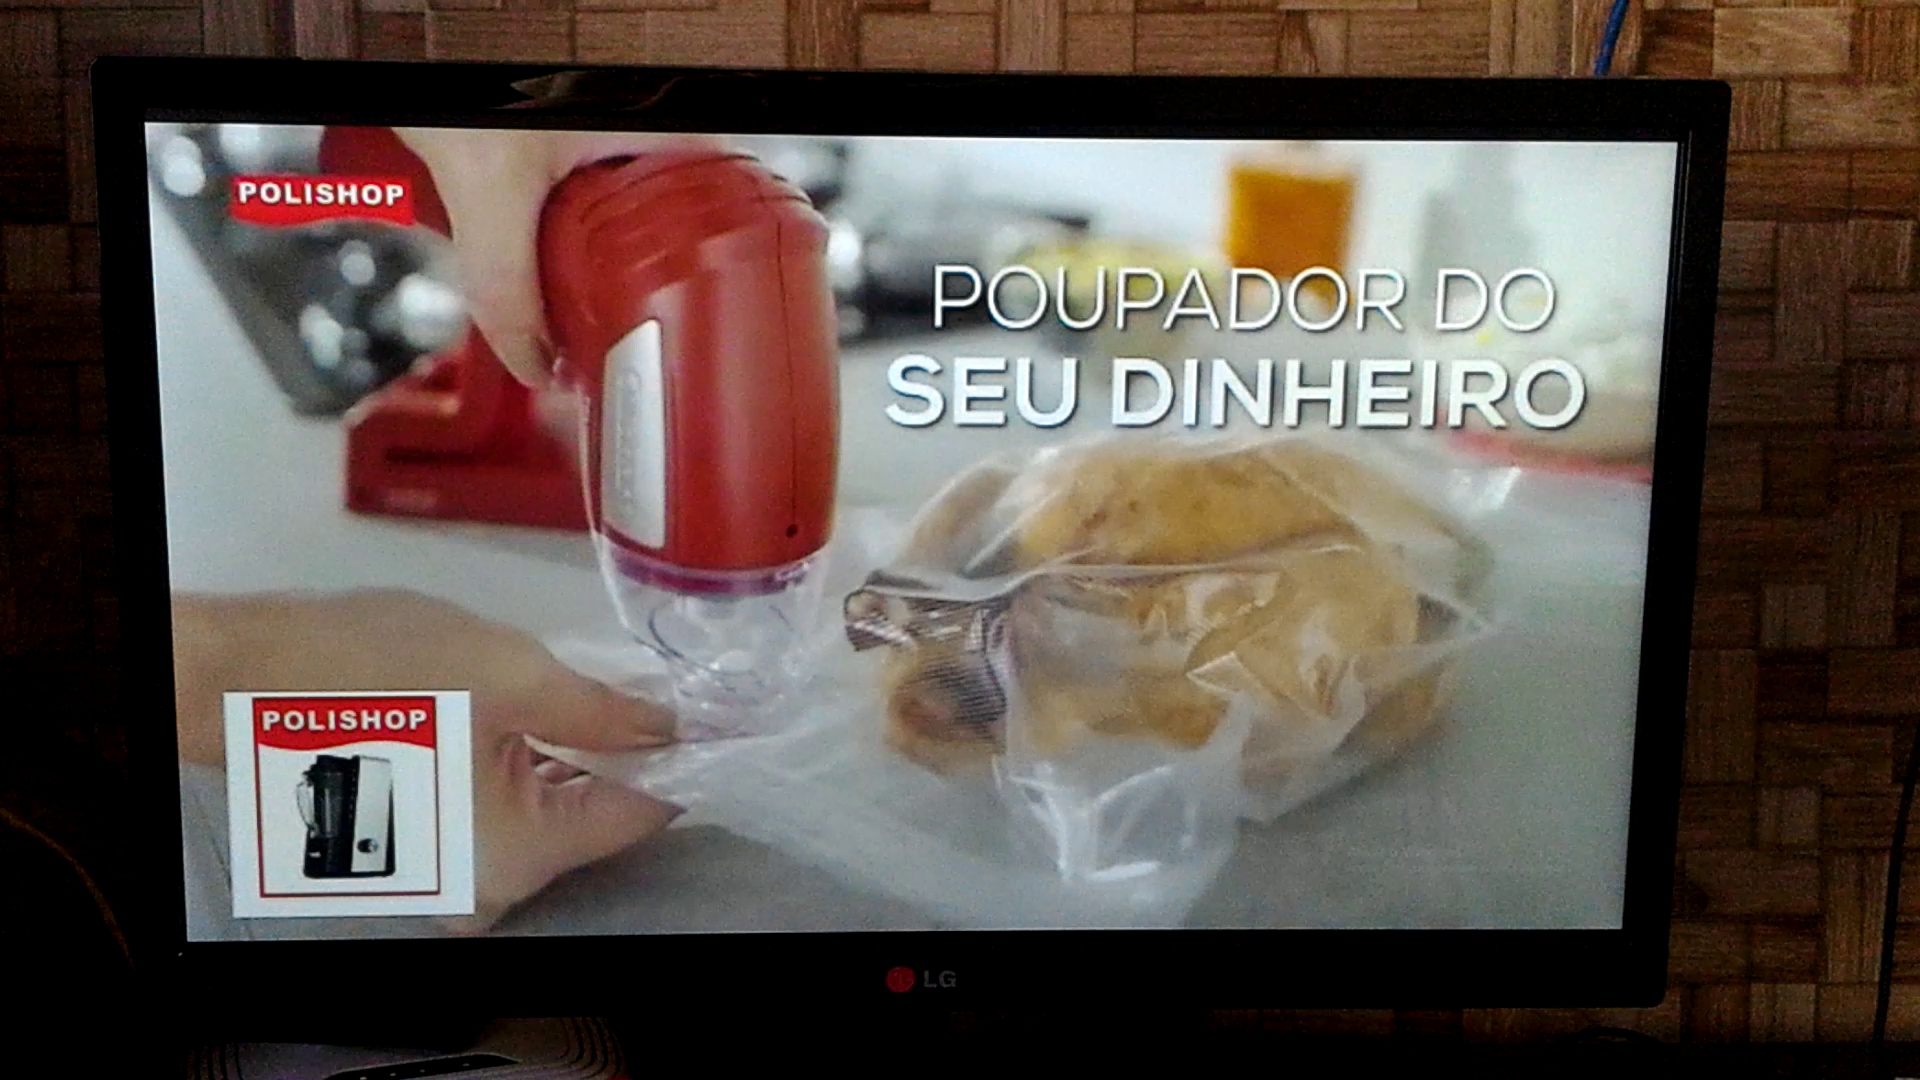 POLISHOP
POUPADOR DO
SEU DINHEIRO
POLISHOP
LG